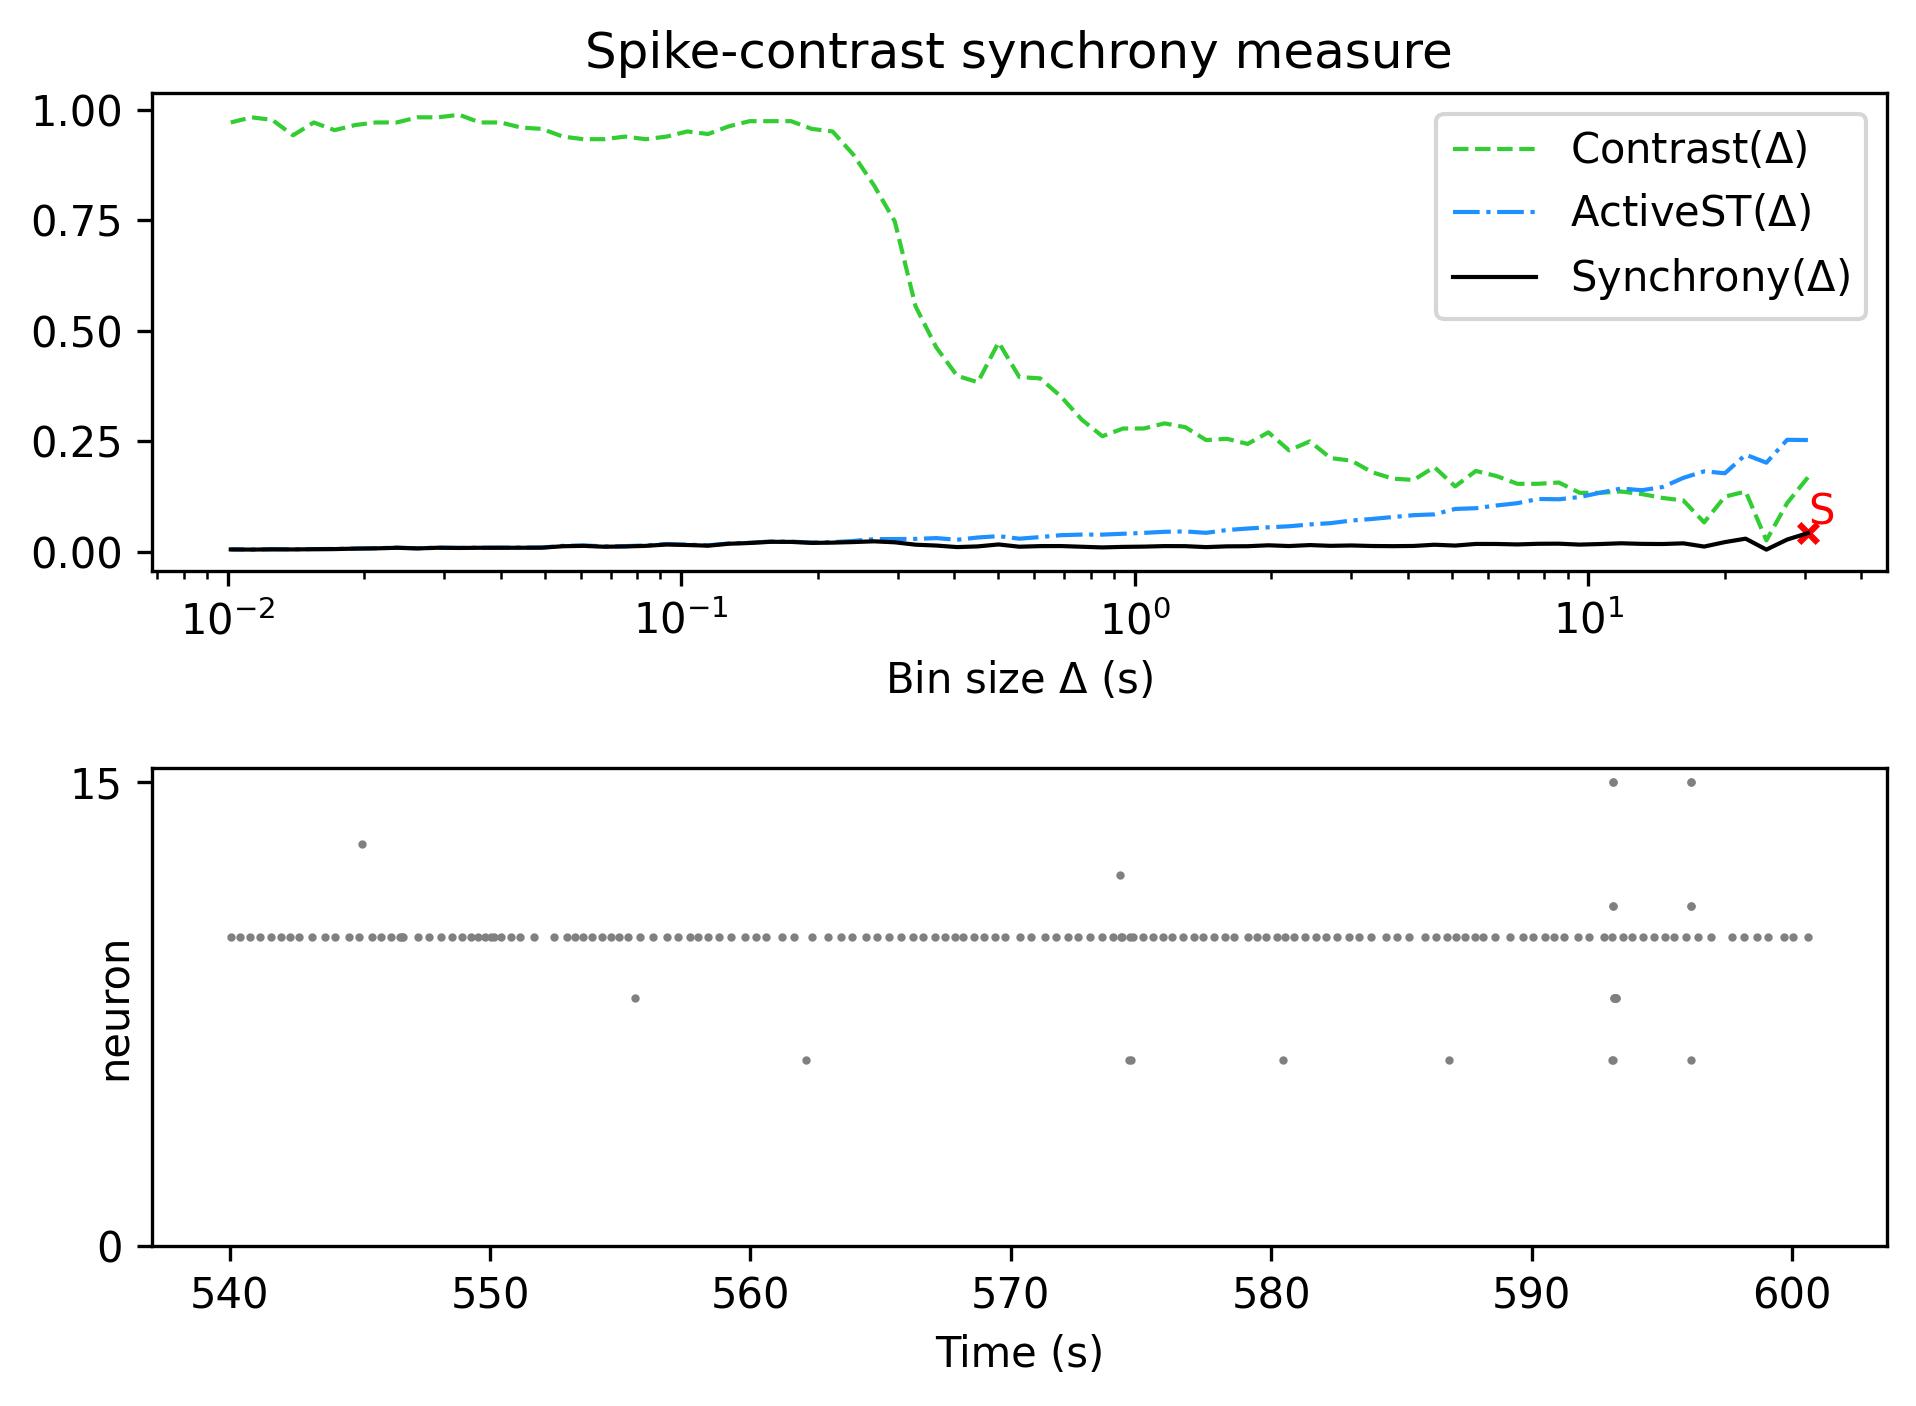 Spike-contrast synchrony measure
1.00
0.75
0.50
0.25
0.00
Contrast(Δ)
ActiveST(Δ)
Synchrony(Δ)
S
10⁻² 10⁻¹ 10⁰ 10¹
Bin size Δ (s)
15
0
neuron
540 550 560 570 580 590 600
Time (s)